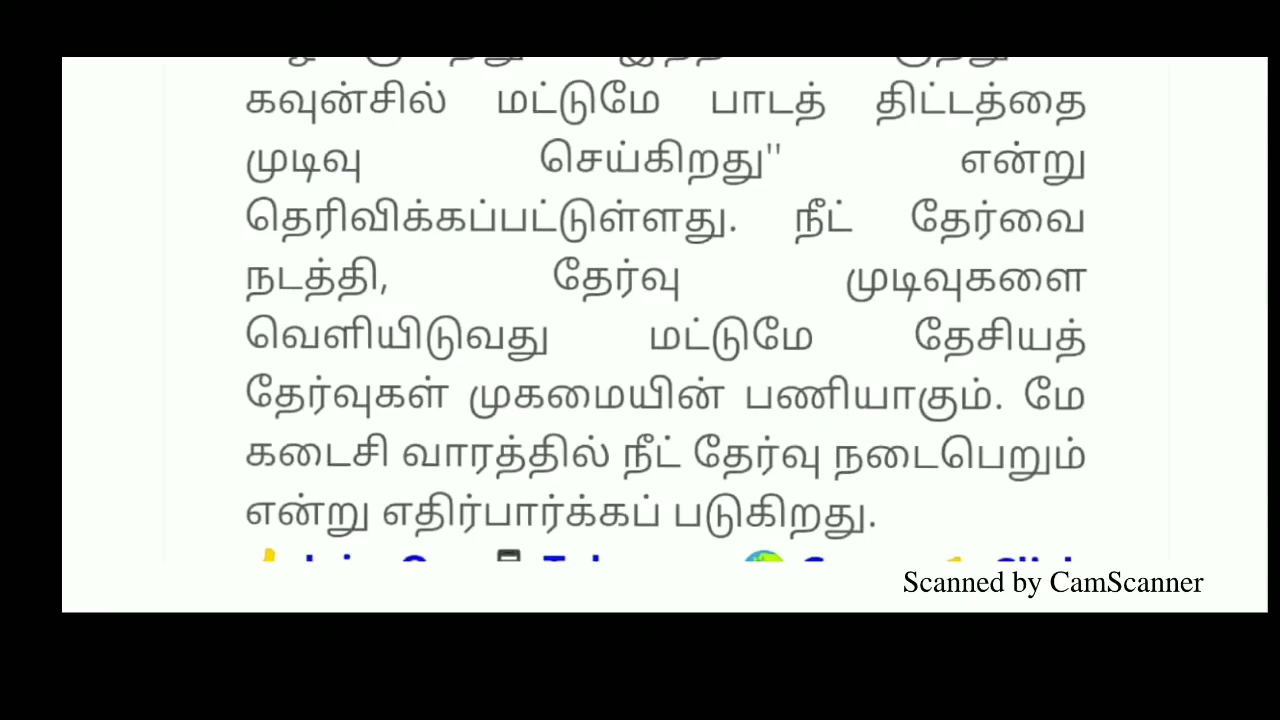 கவுன்சில் மட்டுமே பாடத் திட்டத்தை
முடிவு செய்கிறது" என்று
தெரிவிக்கப்பட்டுள்ளது. நீட் தேர்வை
நடத்தி, தேர்வு முடிவுகளை
வெளியிடுவது மட்டுமே தேசியத்
தேர்வுகள் முகமையின் பணியாகும். மே
கடைசி வாரத்தில் நீட் தேர்வு நடைபெறும்
என்று எதிர்பார்க்கப் படுகிறது.
Scanned by CamScanner